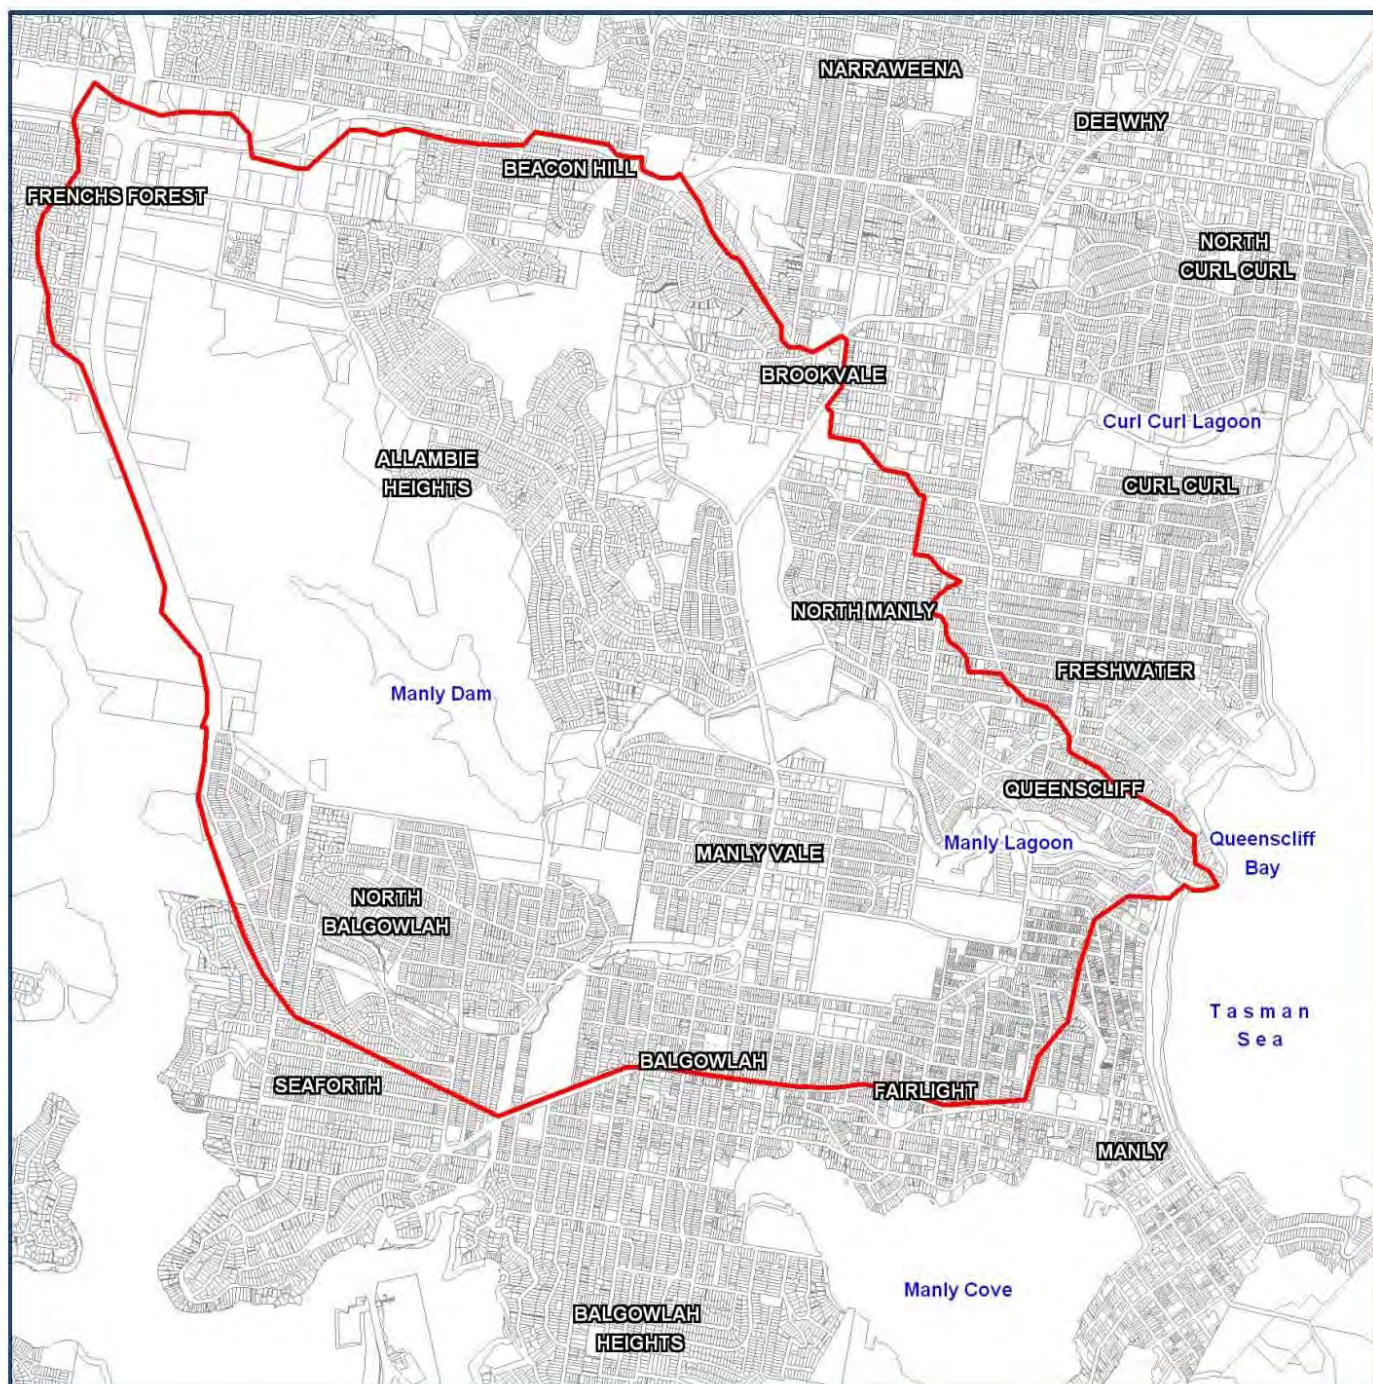 NARRAWEENA
DEE WHY
BEACON HILL
FRENCHS FOREST
NORTH
CURL CURL
BROOKVALE
Curl Curl Lagoon
ALLAMBIE
HEIGHTS
CURL CURL
NORTH MANLY
FRESHWATER
Manly Dam
QUEENSCLIFF
Manly Lagoon
Queenscliff
Bay
MANLY VALE
NORTH
BALGOWLAH
Tasman
Sea
BALGOWLAH
SEAFORTH
FAIRLIGHT
MANLY
Manly Cove
BALGOWLAH
HEIGHTS